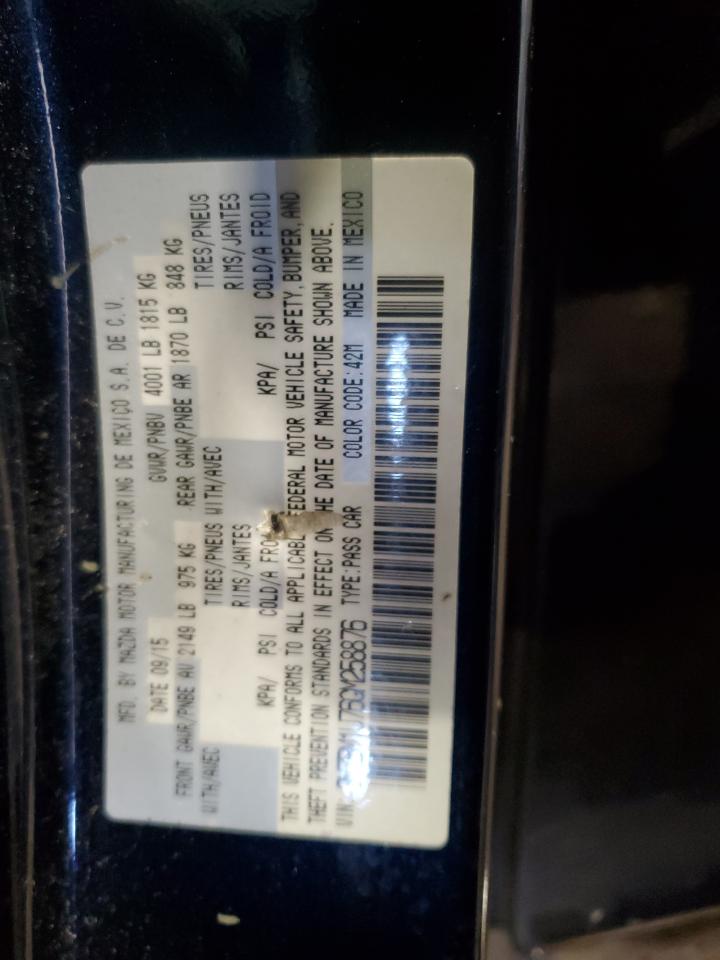 MFD. BY MAZDA MOTOR MANUFACTURING DE MEXICO S.A. DE C.V.
DATE 09/15 GVWR/PNBV 4001 LB 1815 KG
FRONT GAWR/PNBE AV 2149 LB 975 KG REAR GAWR/PNBE AR 1870 LB 848 KG
WITH/AVEC TIRES/PNEUS WITH/AVEC TIRES/PNEUS
RIMS/JANTES RIMS/JANTES
KPA/ PSI COLD/A FROID KPA/ PSI COLD/A FROID
THIS VEHICLE CONFORMS TO ALL APPLICABLE FEDERAL MOTOR VEHICLE SAFETY, BUMPER, AND
THEFT PREVENTION STANDARDS IN EFFECT ON THE DATE OF MANUFACTURE SHOWN ABOVE.
VIN: TYPE:PASS CAR COLOR CODE:42M MADE IN MEXICO